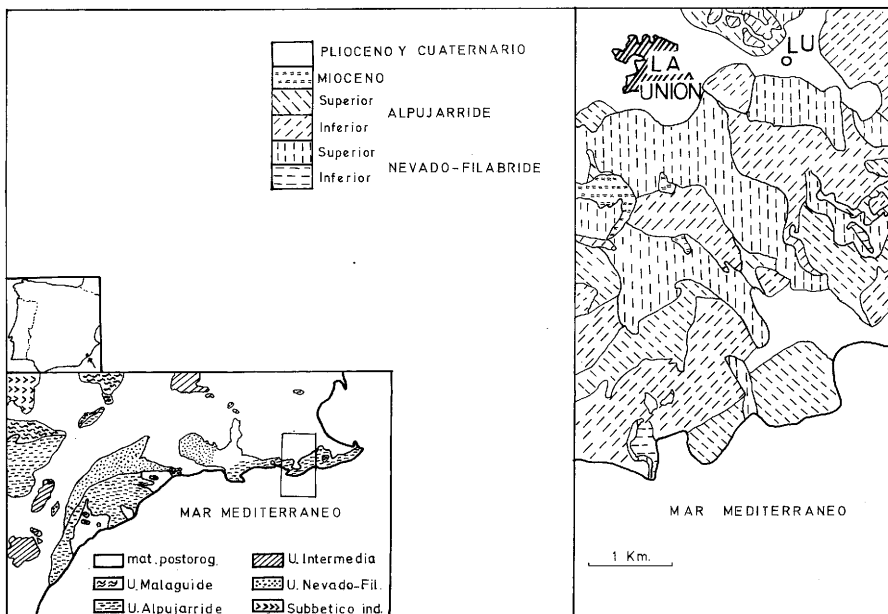 PLIOCENO Y CUATERNARIO
MIOCENO
Superior
ALPUJARRIDE
Inferior
Superior
NEVADO-FILABRIDE
Inferior
LU
LA
UNION
MAR MEDITERRANEO
1 Km.
MAR MEDITERRANEO
mat. postorog.
U. Intermedia
U. Malaguide
U. Nevado-Fil.
U. Alpujarride
Subbetico ind.